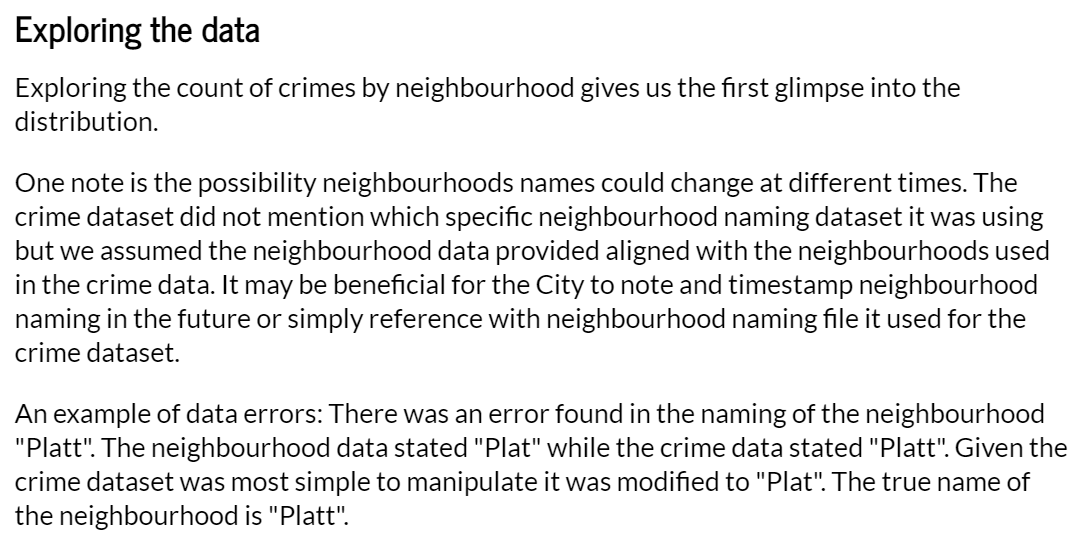 Exploring the data
Exploring the count of crimes by neighbourhood gives us the first glimpse into the
distribution.
One note is the possibility neighbourhoods names could change at different times. The
crime dataset did not mention which specific neighbourhood naming dataset it was using
but we assumed the neighbourhood data provided aligned with the neighbourhoods used
in the crime data. It may be beneficial for the City to note and timestamp neighbourhood
naming in the future or simply reference with neighbourhood naming file it used for the
crime dataset.
An example of data errors: There was an error found in the naming of the neighbourhood
"Platt". The neighbourhood data stated "Plat" while the crime data stated "Platt". Given the
crime dataset was most simple to manipulate it was modified to "Plat". The true name of
the neighbourhood is "Platt".